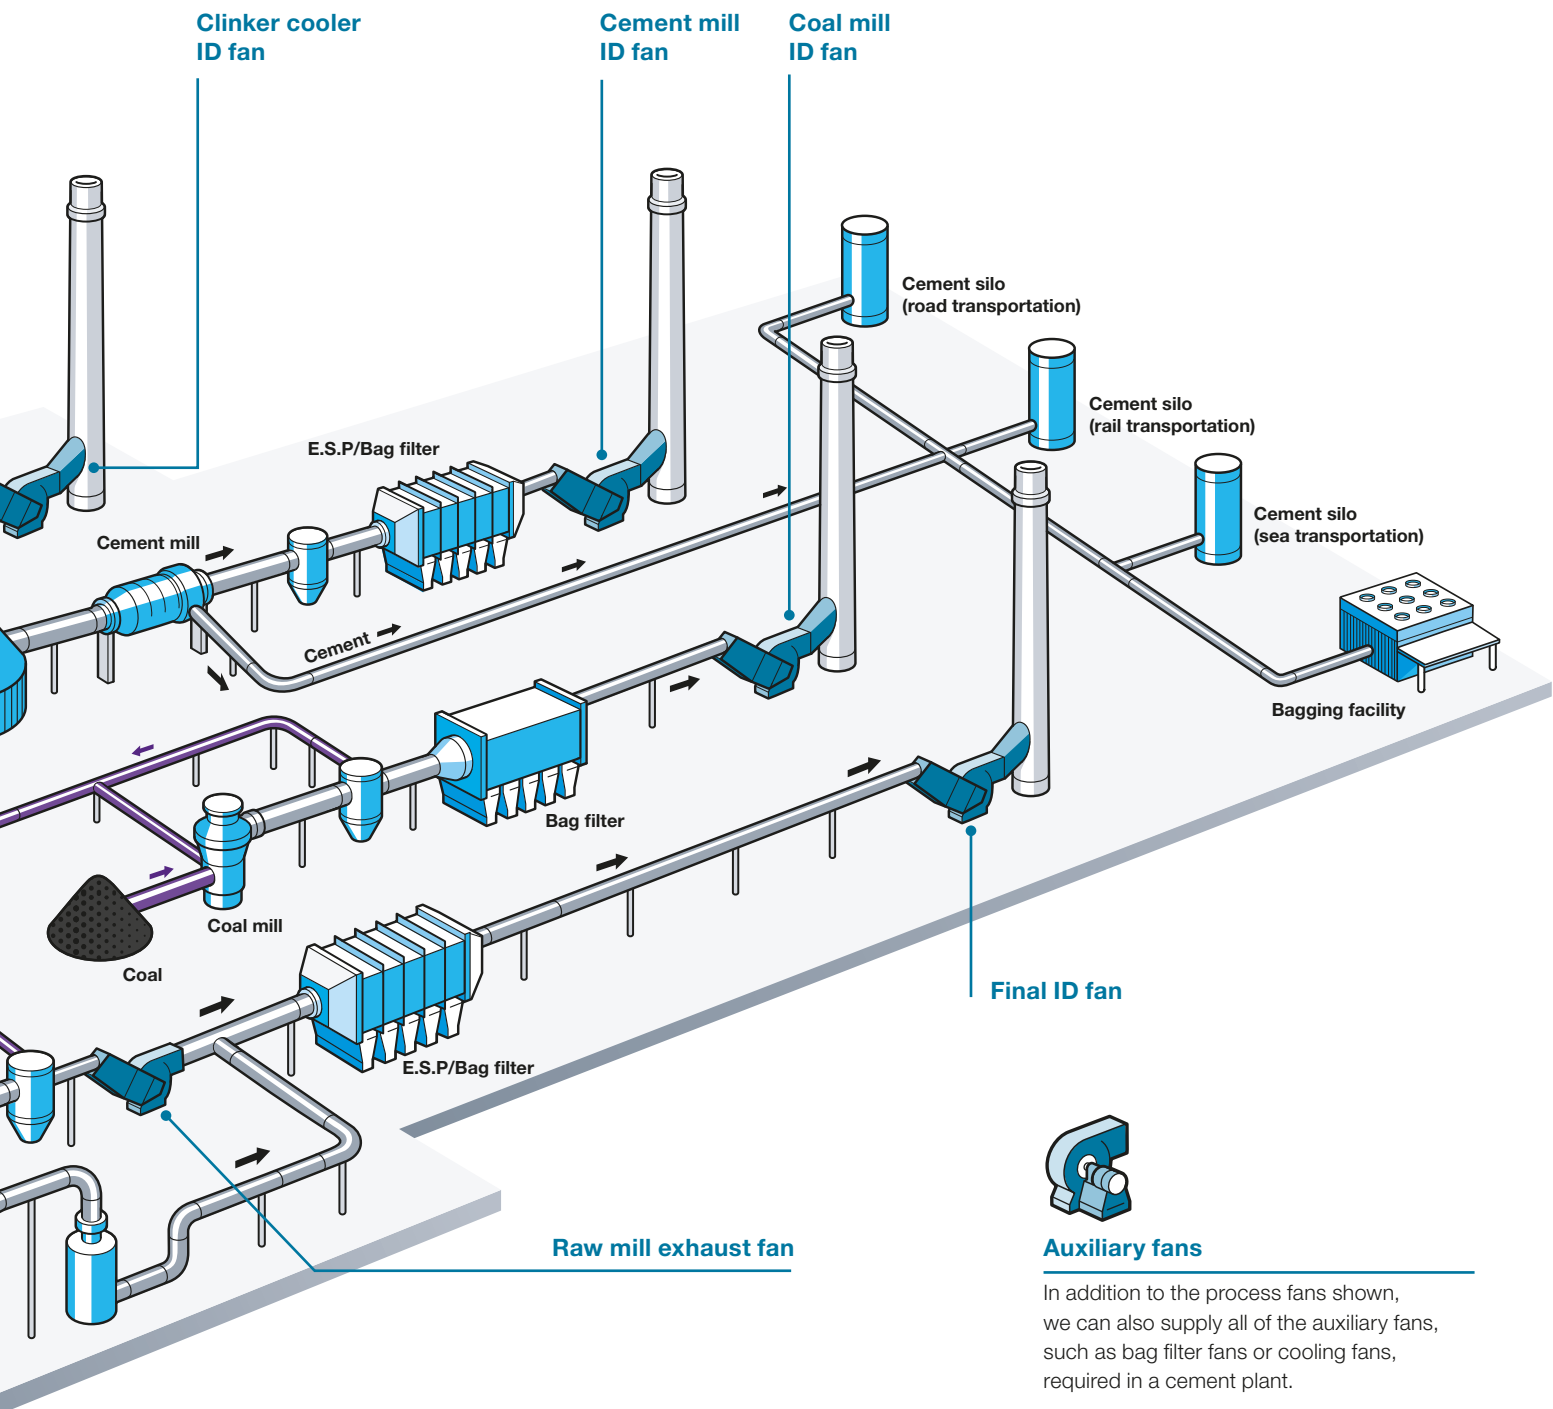 Clinker cooler
ID fan
Cement mill
ID fan
Coal mill
ID fan
Cement silo
(road transportation)
Cement silo
(rail transportation)
E.S.P/Bag filter
Cement silo
(sea transportation)
Cement mill
Cement
Bagging facility
Bag filter
Coal mill
Coal
Final ID fan
E.S.P/Bag filter
Raw mill exhaust fan
Auxiliary fans
In addition to the process fans shown,
we can also supply all of the auxiliary fans,
such as bag filter fans or cooling fans,
required in a cement plant.